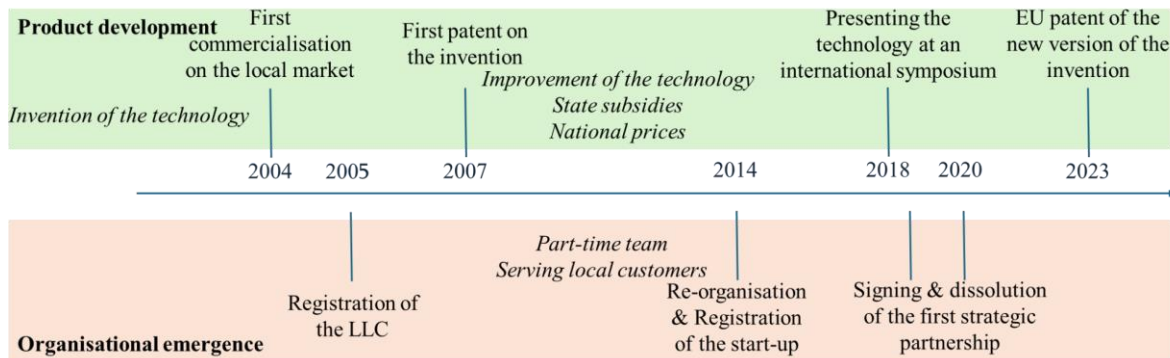 Product development
First
commercialisation
on the local market
First patent on
the invention
Presenting the
technology at an
international symposium
EU patent of the
new version of the
invention
Invention of the technology
Improvement of the technology
State subsidies
National prices
2004
2005
2007
2014
2018
2020
2023
Part-time team
Serving local customers
Registration of
the LLC
Re-organisation
& Registration
of the start-up
Signing & dissolution
of the first strategic
partnership
Organisational emergence